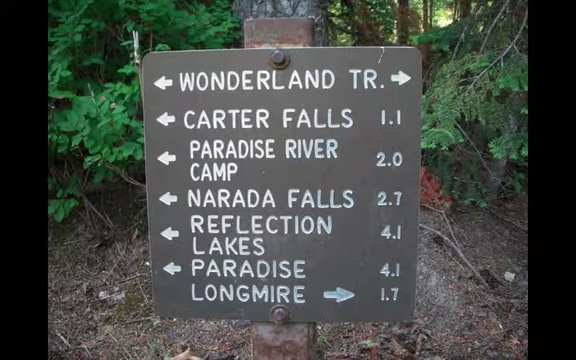 ← WONDERLAND TR. →
← CARTER FALLS 1.1
← PARADISE RIVER
CAMP 2.0
← NARADA FALLS 2.7
← REFLECTION
LAKES 4.1
← PARADISE 4.1
LONGMIRE → 1.7